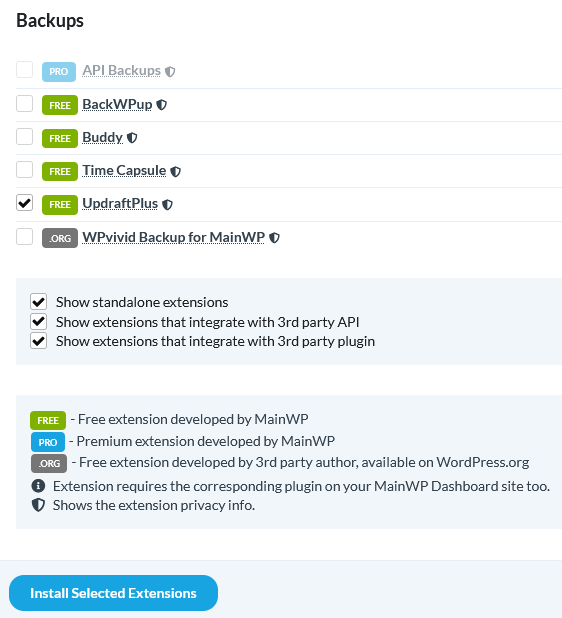 Backups
PRO API Backups
FREE BackWPup
FREE Buddy
FREE Time Capsule
FREE UpdraftPlus
.ORG WPvivid Backup for MainWP
Show standalone extensions
Show extensions that integrate with 3rd party API
Show extensions that integrate with 3rd party plugin
FREE - Free extension developed by MainWP
PRO - Premium extension developed by MainWP
.ORG - Free extension developed by 3rd party author, available on WordPress.org
Extension requires the corresponding plugin on your MainWP Dashboard site too.
Shows the extension privacy info.
Install Selected Extensions